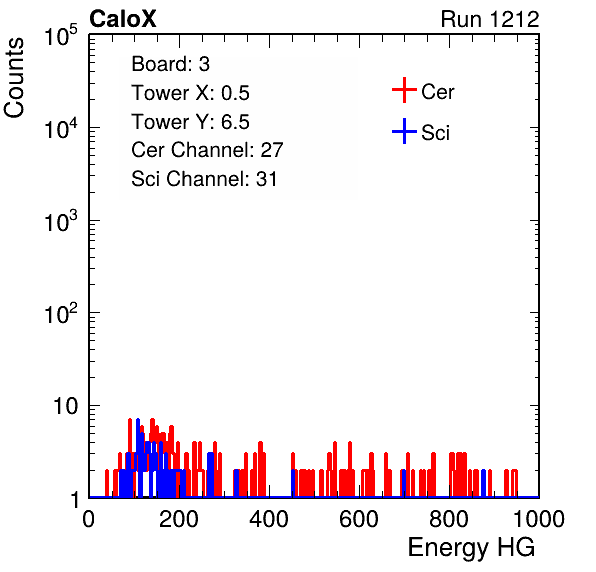 CaloX Run 1212
Counts
10^5
10^4
10^3
10^2
10
1
Board: 3
Tower X: 0.5
Tower Y: 6.5
Cer Channel: 27
Sci Channel: 31
Cer
Sci
0 200 400 600 800 1000
Energy HG